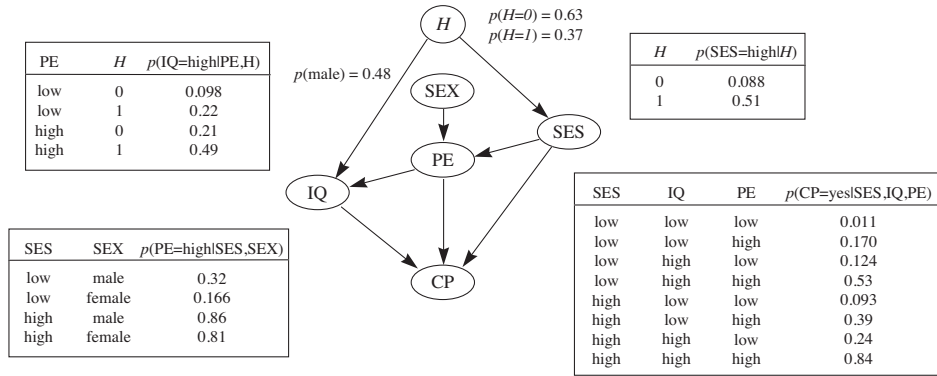 H
p(H=0) = 0.63
p(H=1) = 0.37
PE H p(IQ=high|PE,H)
low 0 0.098
low 1 0.22
high 0 0.21
high 1 0.49
p(male) = 0.48
H p(SES=high|H)
0 0.088
1 0.51
SEX
SES
PE
IQ
CP
SES SEX p(PE=high|SES,SEX)
low male 0.32
low female 0.166
high male 0.86
high female 0.81
SES IQ PE p(CP=yes|SES,IQ,PE)
low low low 0.011
low low high 0.170
low high low 0.124
low high high 0.53
high low low 0.093
high low high 0.39
high high low 0.24
high high high 0.84